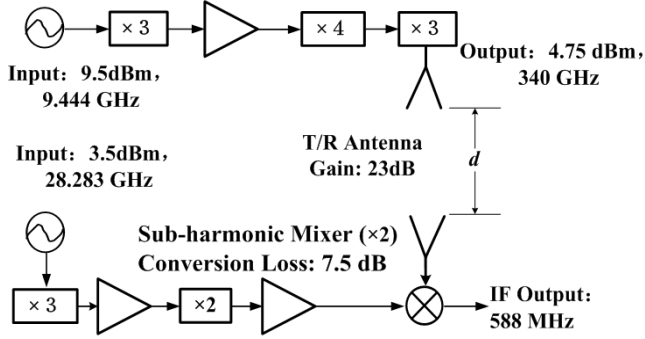 × 3
× 4
× 3
Input：9.5dBm，
9.444 GHz
Output：4.75 dBm，
340 GHz
Input：3.5dBm，
28.283 GHz
T/R Antenna
Gain: 23dB
d
Sub-harmonic Mixer (×2)
Conversion Loss: 7.5 dB
× 3
×2
IF Output：
588 MHz